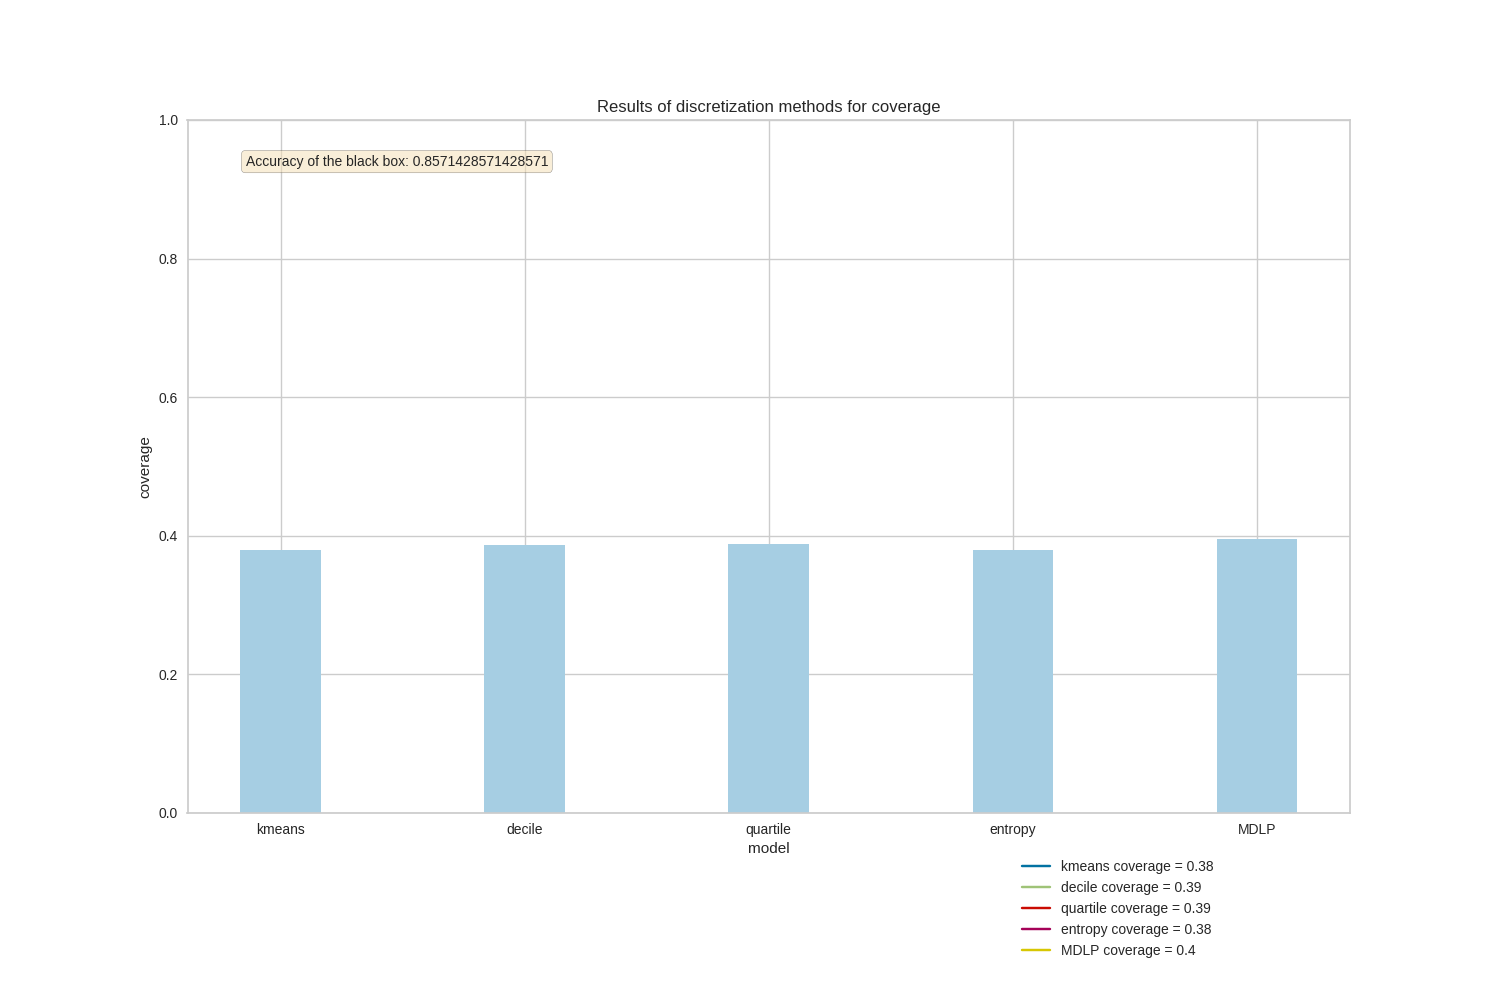 Results of discretization methods for coverage
1.0
Accuracy of the black box: 0.8571428571428571
0.8
0.6
coverage
0.4
0.2
0.0
kmeans decile quartile entropy MDLP
model
kmeans coverage = 0.38
decile coverage = 0.39
quartile coverage = 0.39
entropy coverage = 0.38
MDLP coverage = 0.4